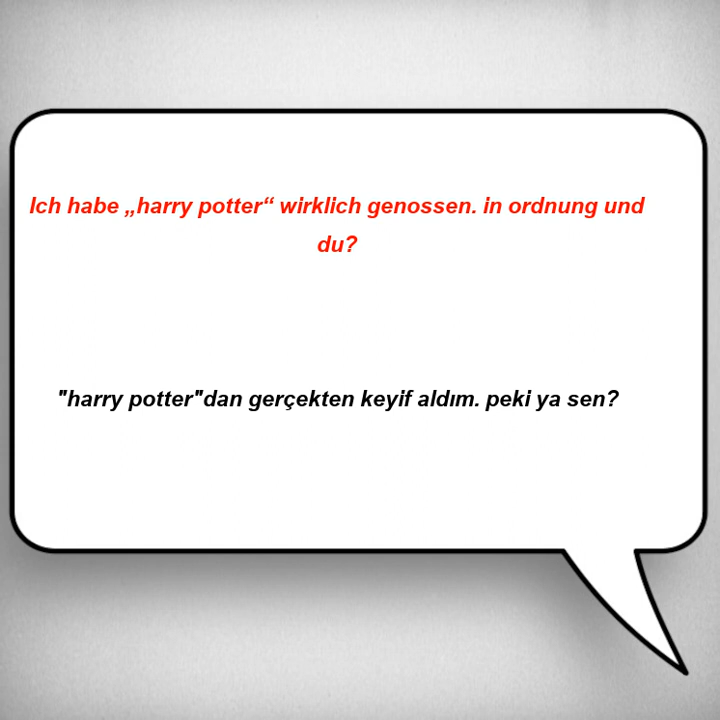 Ich habe „harry potter“ wirklich genossen. in ordnung und
du?
"harry potter"dan gerçekten keyif aldım. peki ya sen?